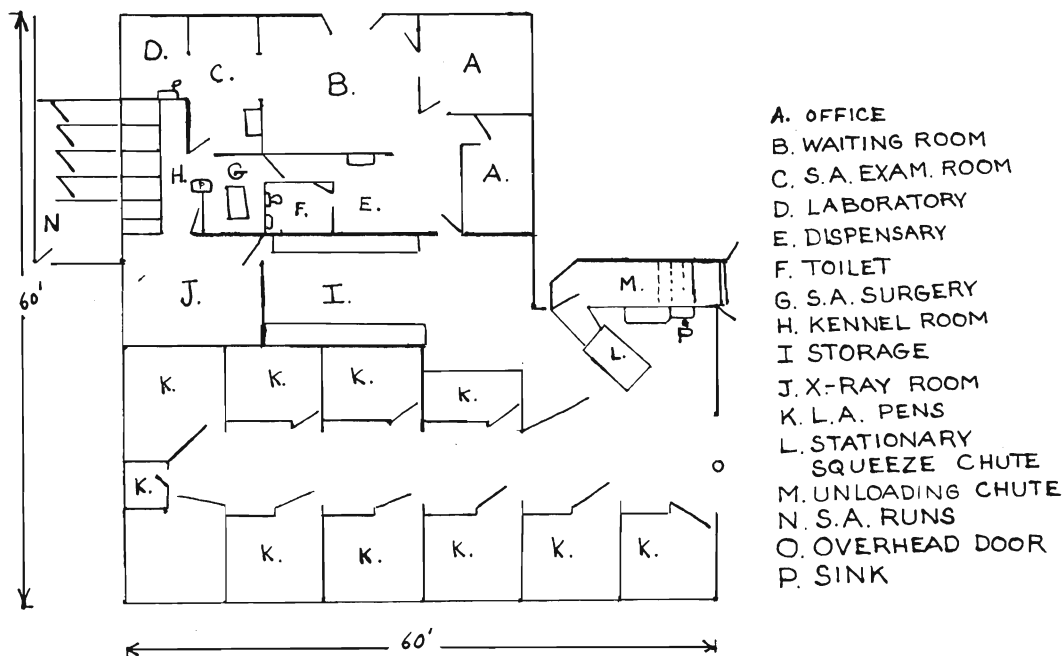 D.
C.
B.
A
A. OFFICE
B. WAITING ROOM
C. S.A. EXAM. ROOM
D. LABORATORY
E. DISPENSARY
F. TOILET
G. S.A. SURGERY
H. KENNEL ROOM
I STORAGE
J. X-RAY ROOM
K. L.A. PENS
L. STATIONARY
SQUEEZE CHUTE
M. UNLOADING CHUTE
N. S.A. RUNS
O. OVERHEAD DOOR
P. SINK
P
H.
G
A.
P
F.
E.
N
60'
J.
I.
M.
P
L.
K.
K.
K.
K.
K.
O
K.
K.
K.
K.
K.
60'